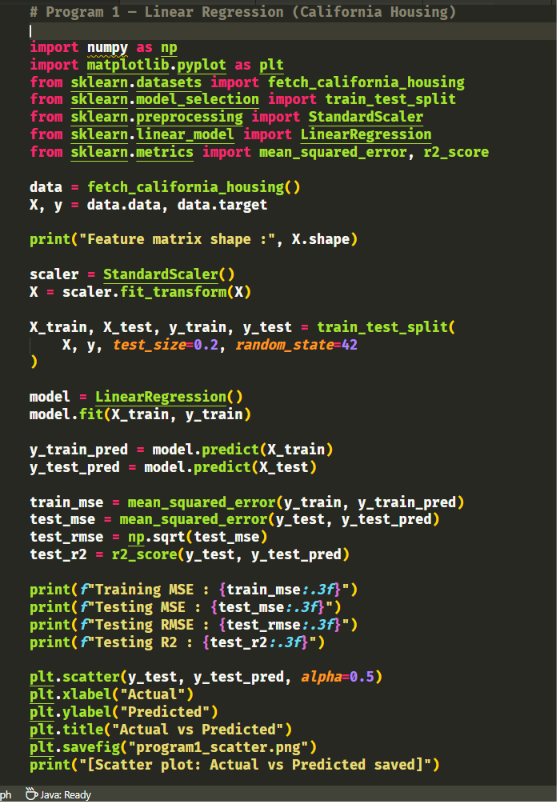 # Program 1 — Linear Regression (California Housing)
import numpy as np
import matplotlib.pyplot as plt
from sklearn.datasets import fetch_california_housing
from sklearn.model_selection import train_test_split
from sklearn.preprocessing import StandardScaler
from sklearn.linear_model import LinearRegression
from sklearn.metrics import mean_squared_error, r2_score
data = fetch_california_housing()
X, y = data.data, data.target
print("Feature matrix shape :", X.shape)
scaler = StandardScaler()
X = scaler.fit_transform(X)
X_train, X_test, y_train, y_test = train_test_split(
    X, y, test_size=0.2, random_state=42
)
model = LinearRegression()
model.fit(X_train, y_train)
y_train_pred = model.predict(X_train)
y_test_pred = model.predict(X_test)
train_mse = mean_squared_error(y_train, y_train_pred)
test_mse = mean_squared_error(y_test, y_test_pred)
test_rmse = np.sqrt(test_mse)
test_r2 = r2_score(y_test, y_test_pred)
print(f"Training MSE : {train_mse:.3f}")
print(f"Testing MSE : {test_mse:.3f}")
print(f"Testing RMSE : {test_rmse:.3f}")
print(f"Testing R2 : {test_r2:.3f}")
plt.scatter(y_test, y_test_pred, alpha=0.5)
plt.xlabel("Actual")
plt.ylabel("Predicted")
plt.title("Actual vs Predicted")
plt.savefig("program1_scatter.png")
print("[Scatter plot: Actual vs Predicted saved]")
ph Java: Ready